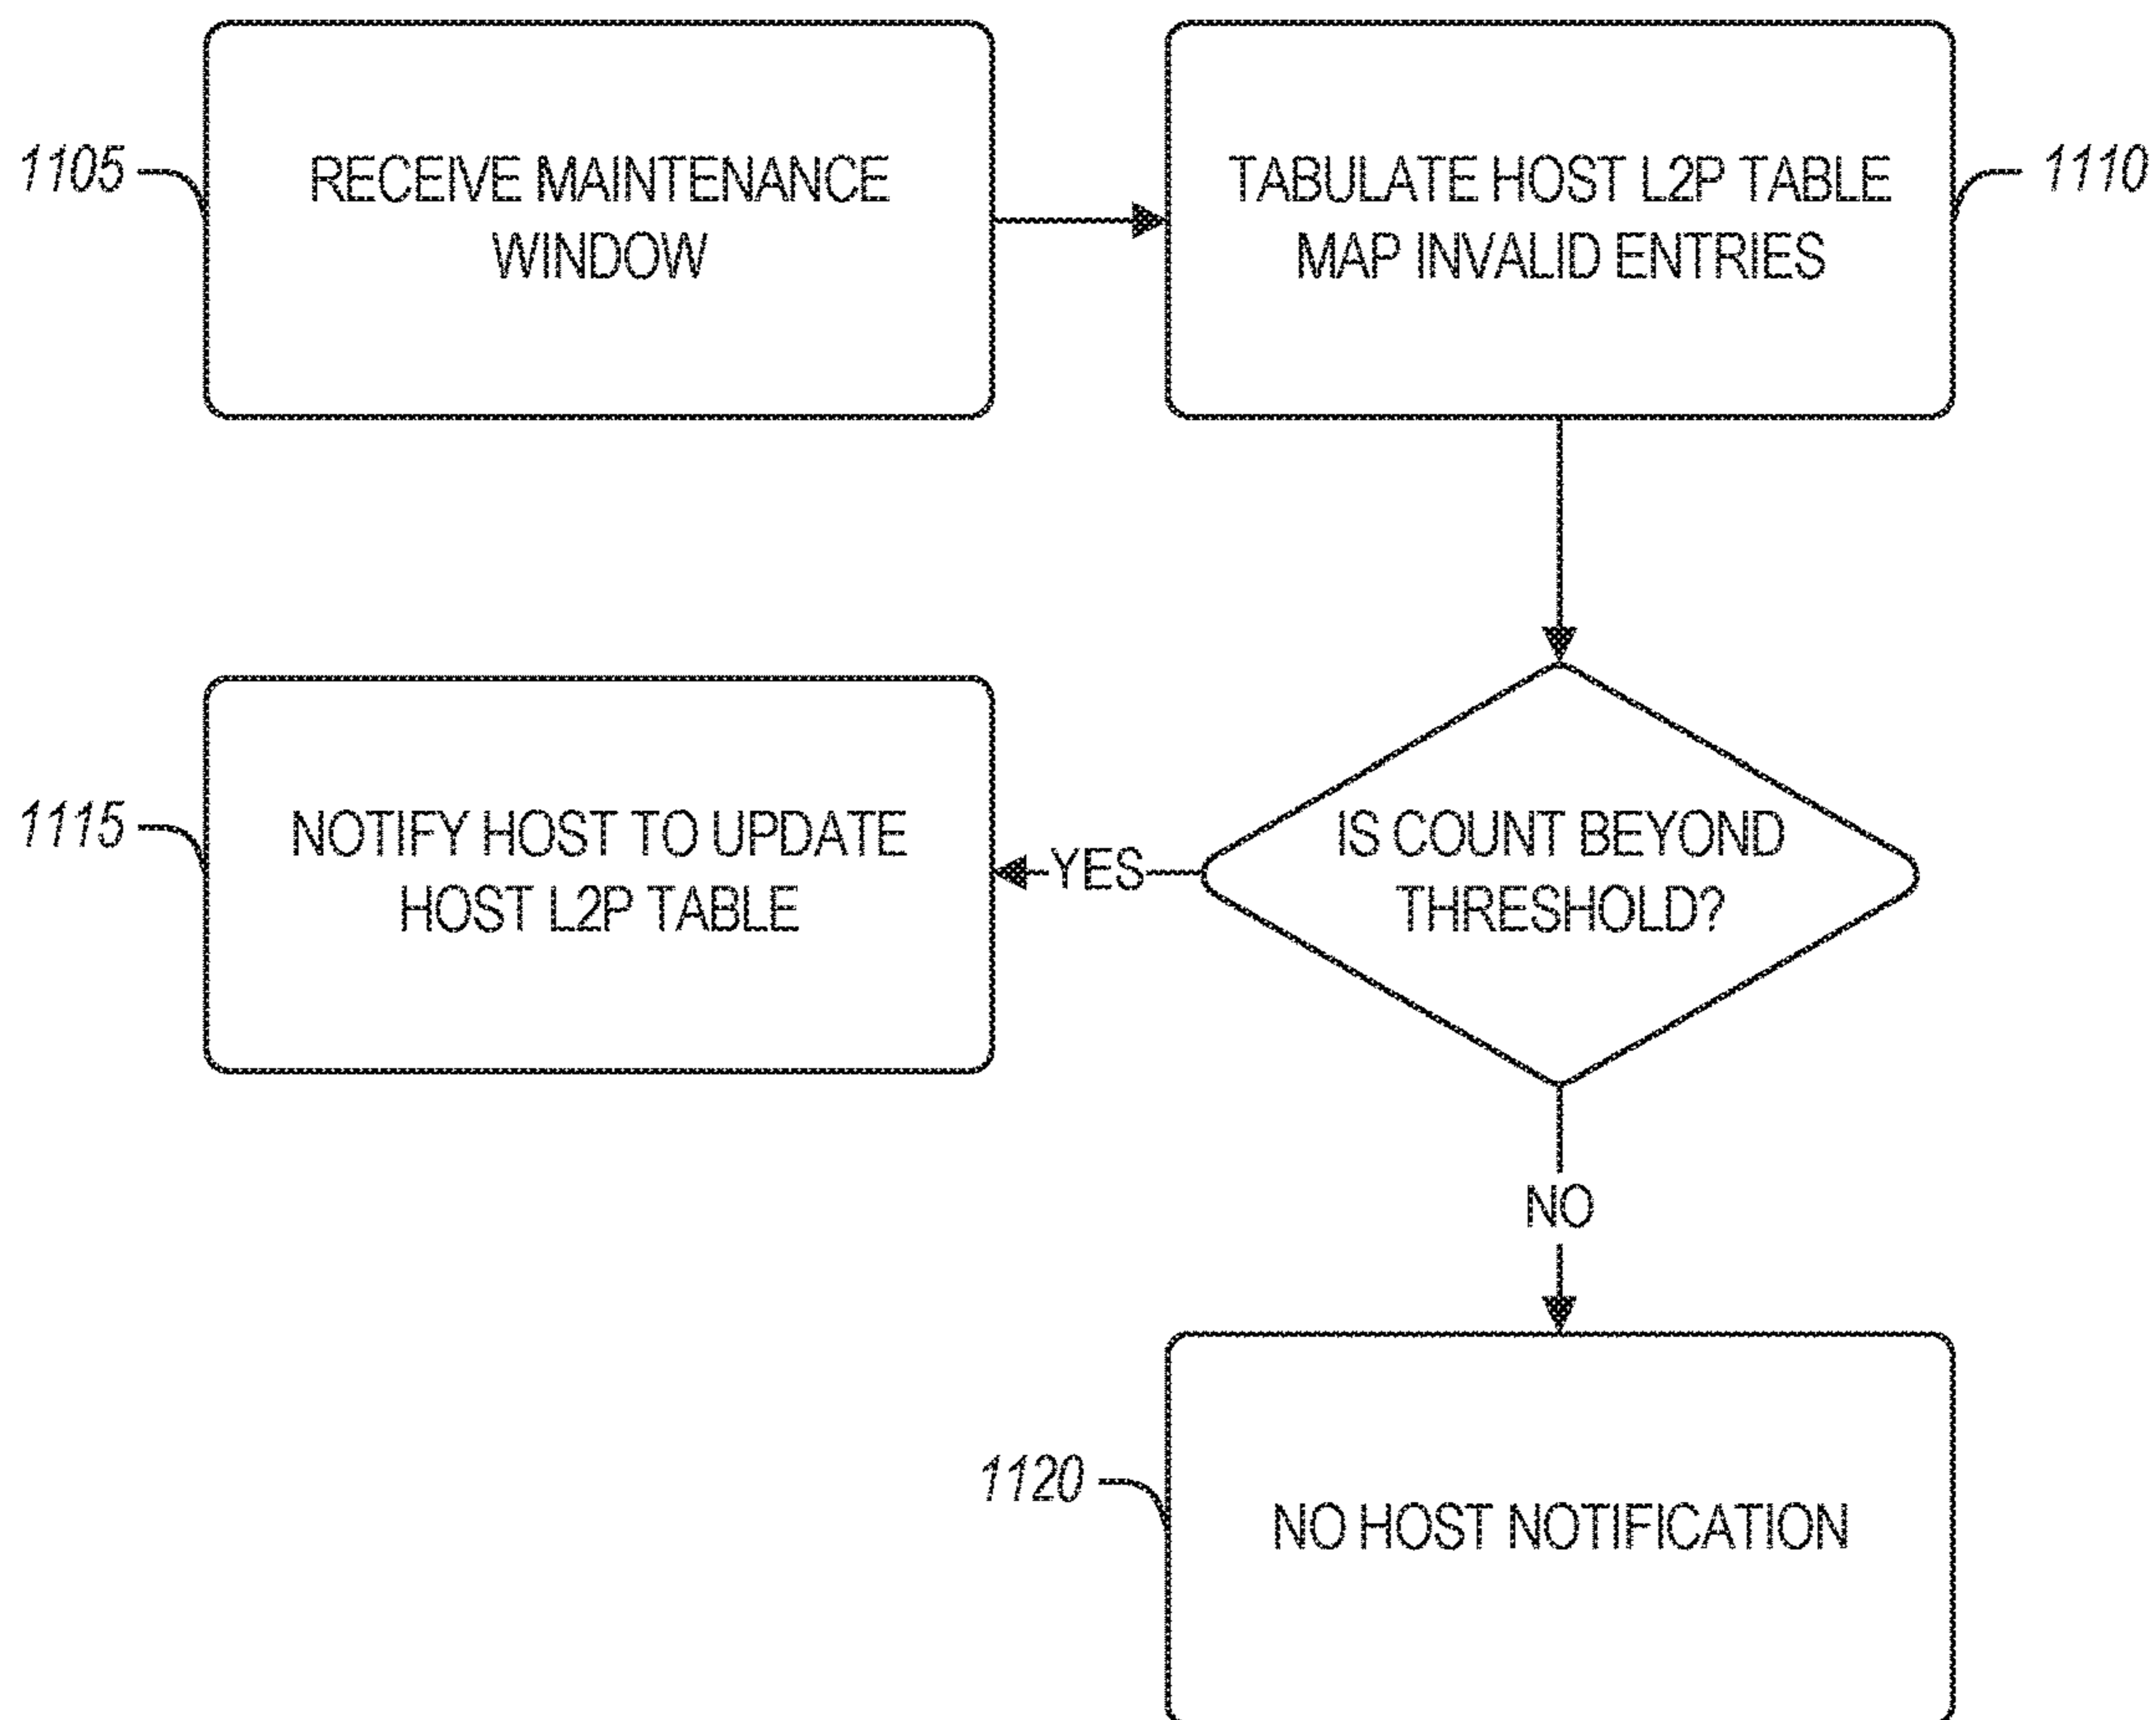 1105
RECEIVE MAINTENANCE
WINDOW
TABULATE HOST L2P TABLE
MAP INVALID ENTRIES
1110
1115
NOTIFY HOST TO UPDATE
HOST L2P TABLE
YES
IS COUNT BEYOND
THRESHOLD?
NO
1120
NO HOST NOTIFICATION